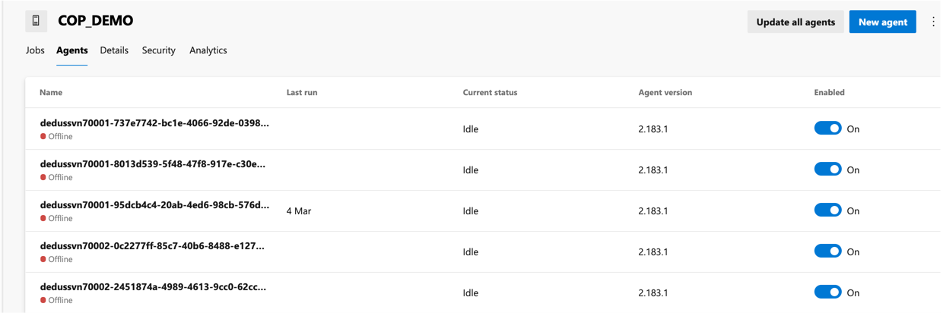 COP_DEMO
Update all agents
New agent
Jobs Agents Details Security Analytics
Name Last run Current status Agent version Enabled
dedussvn70001-737e7742-bc1e-4066-92de-0398...
Idle 2.183.1 On
Offline
dedussvn70001-8013d539-5f48-47f8-917e-c30e...
Idle 2.183.1 On
Offline
dedussvn70001-95dcb4c4-20ab-4ed6-98cb-576d...
4 Mar Idle 2.183.1 On
Offline
dedussvn70002-0c2277ff-85c7-40b6-8488-e127...
Idle 2.183.1 On
Offline
dedussvn70002-2451874a-4989-4613-9cc0-62cc...
Idle 2.183.1 On
Offline